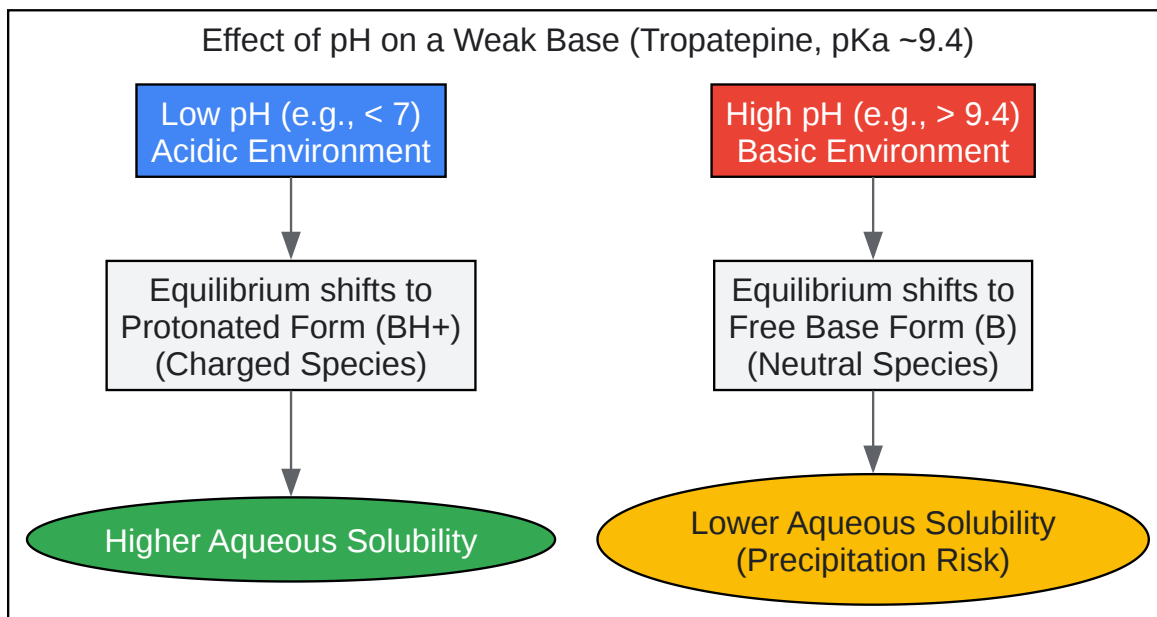 Effect of pH on a Weak Base (Tropatepine, pKa ~9.4)
Low pH (e.g., < 7)
Acidic Environment
Equilibrium shifts to
Protonated Form (BH+)
(Charged Species)
Higher Aqueous Solubility
High pH (e.g., > 9.4)
Basic Environment
Equilibrium shifts to
Free Base Form (B)
(Neutral Species)
Lower Aqueous Solubility
(Precipitation Risk)